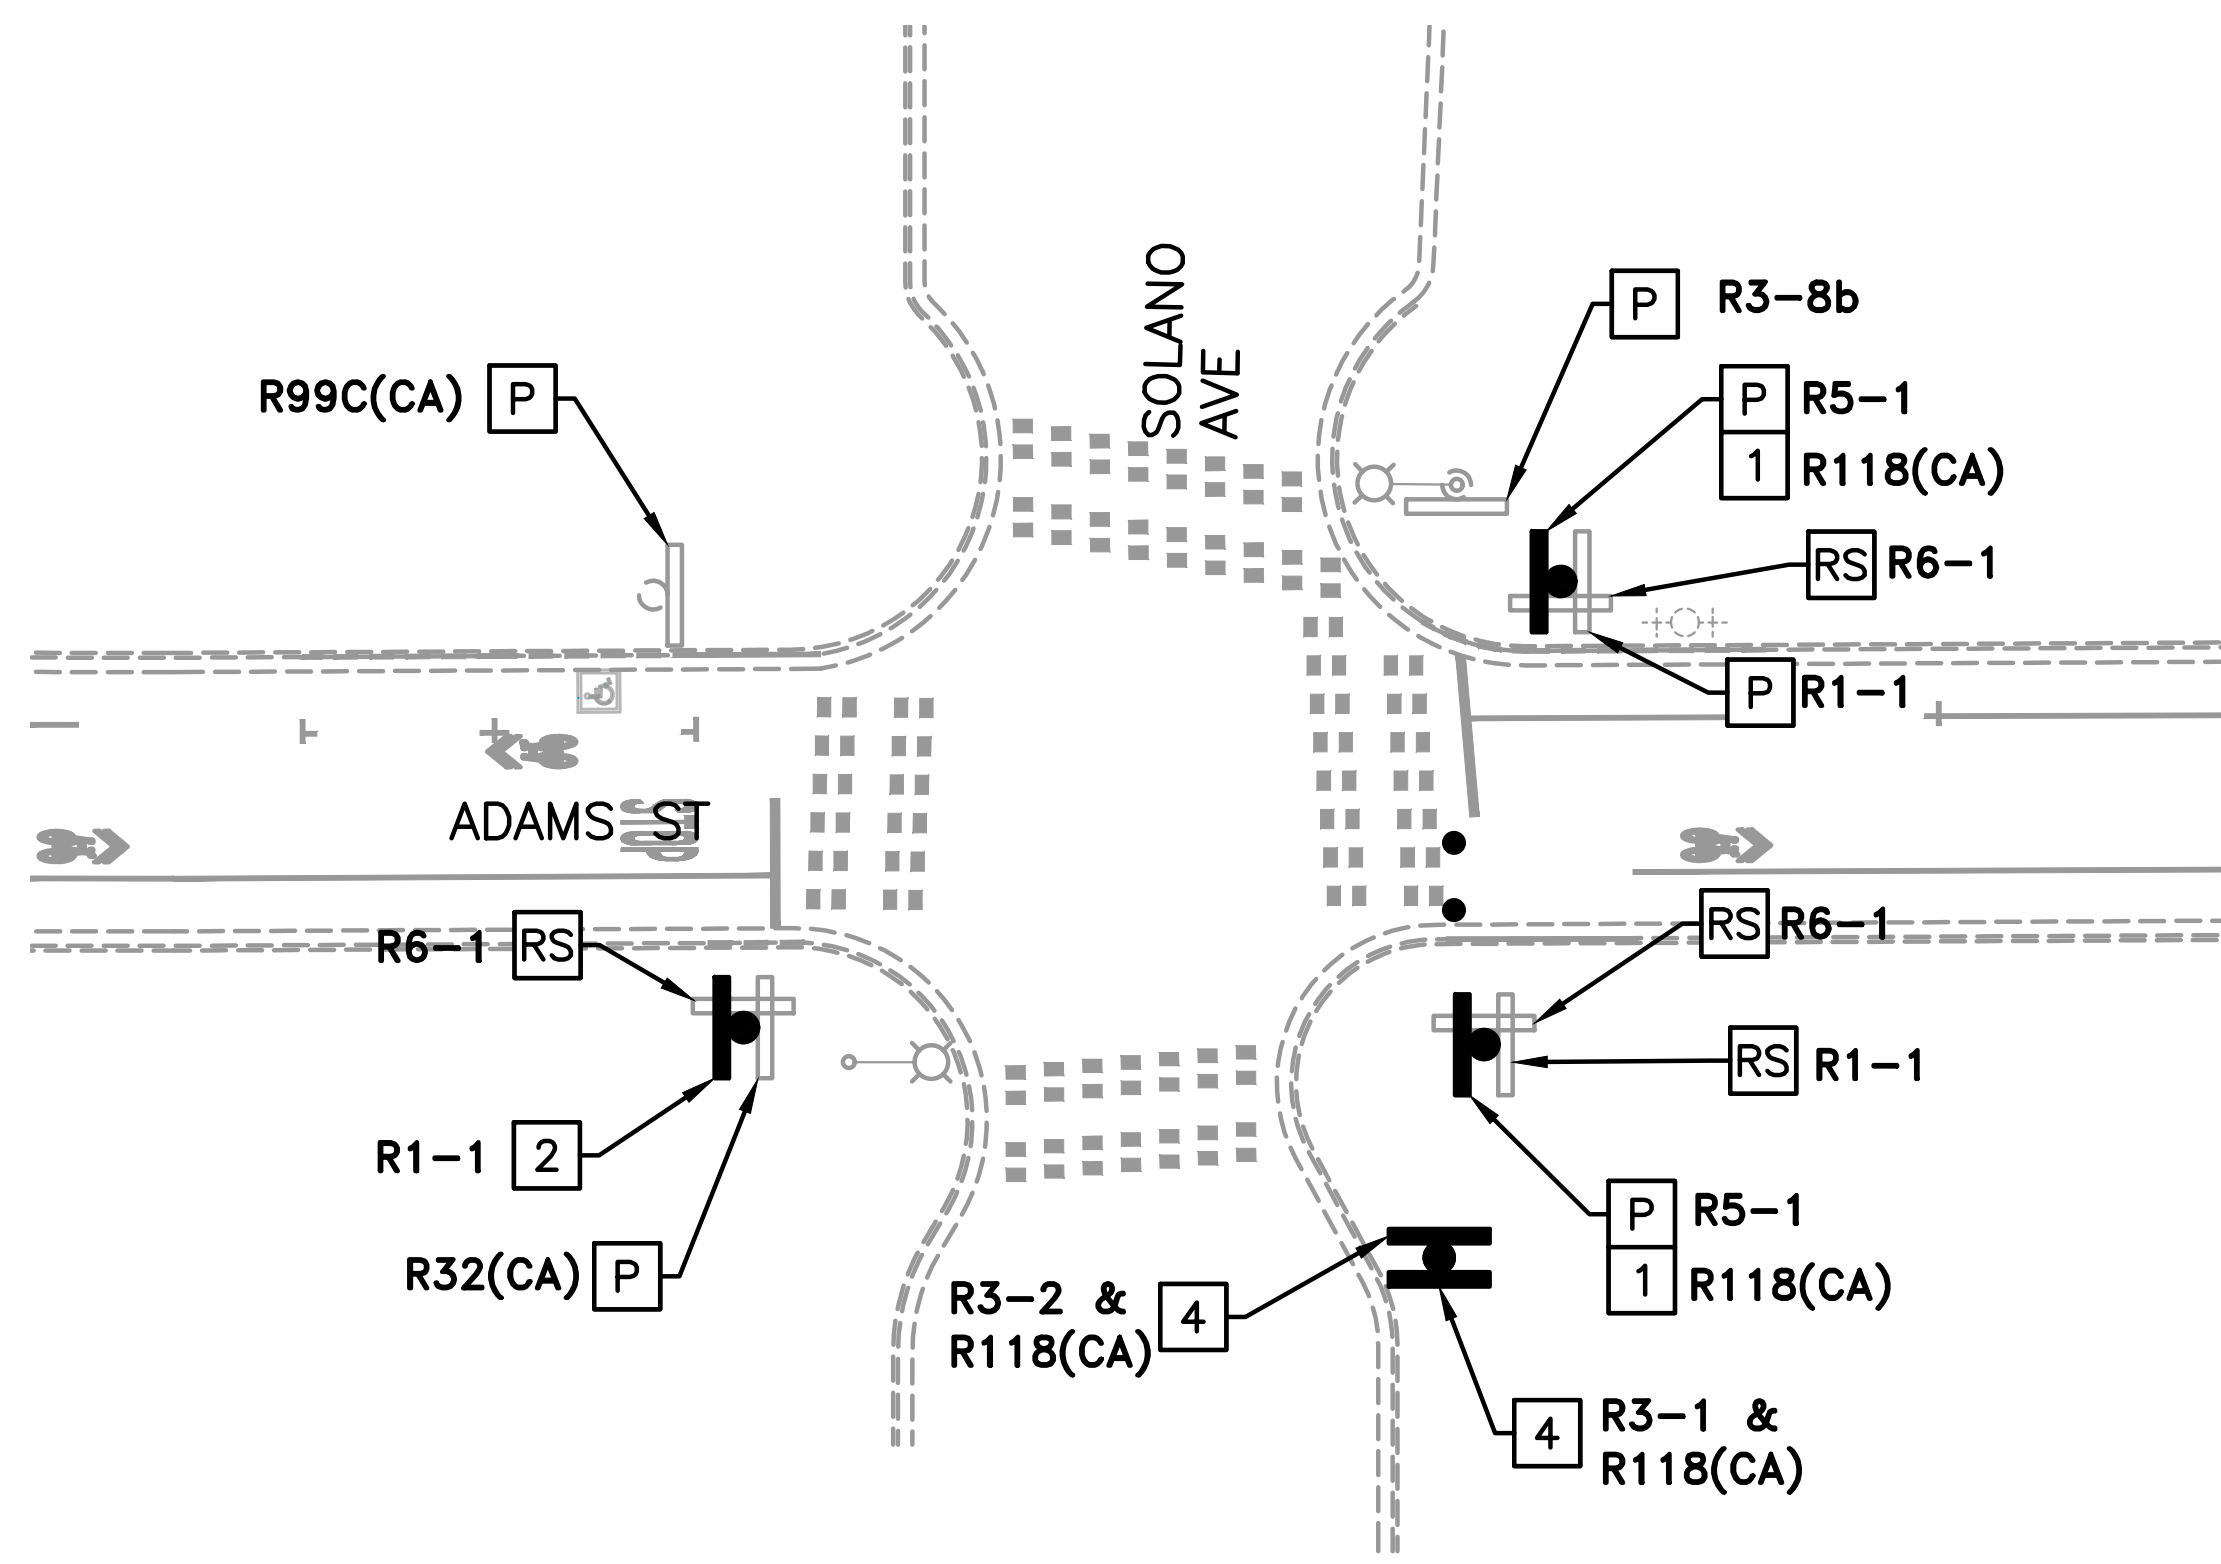 SOLANO
AVE
P R3-8b
R99C(CA) P
P R5-1
1 R118(CA)
RS R6-1
P R1-1
ADAMS ST
R6-1 RS
RS R6-1
RS R1-1
R1-1 2
P R5-1
1 R118(CA)
R32(CA) P
R3-2 &
R118(CA) 4
4 R3-1 &
R118(CA)